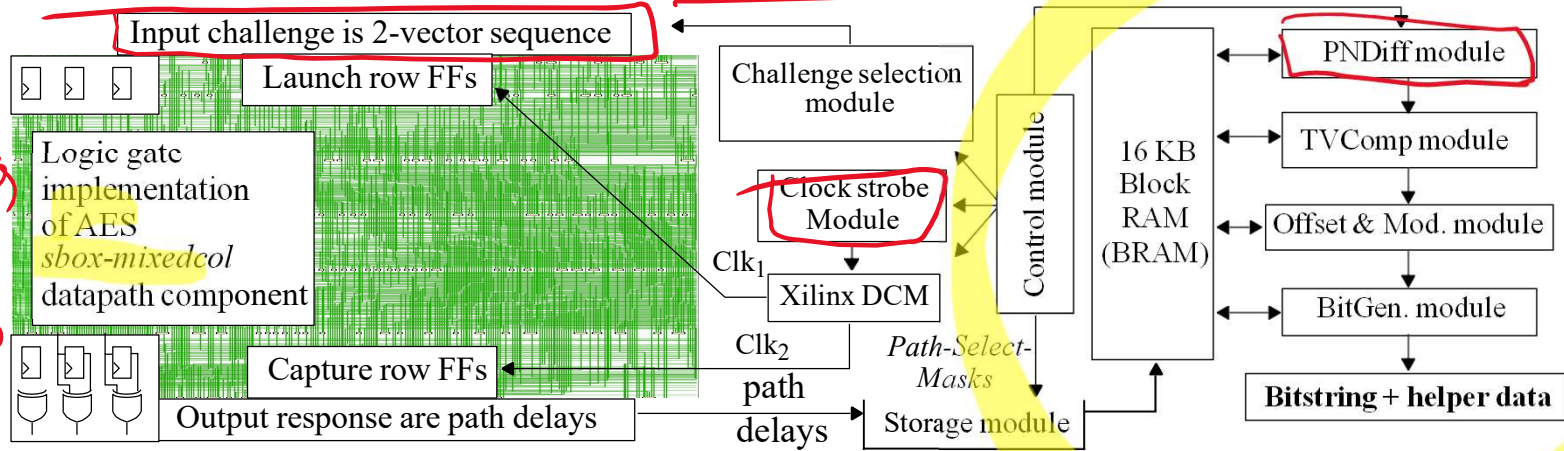 Input challenge is 2-vector sequence
Launch row FFs
Logic gate
implementation
of AES
sbox-mixedcol
datapath component
Capture row FFs
Output response are path delays
Challenge selection
module
Clock strobe
Module
Clk1
Xilinx DCM
Clk2
path
delays
Control module
Path-Select-
Masks
Storage module
16 KB
Block
RAM
(BRAM)
PNDiff module
TVComp module
Offset & Mod. module
BitGen. module
Bitstring + helper data